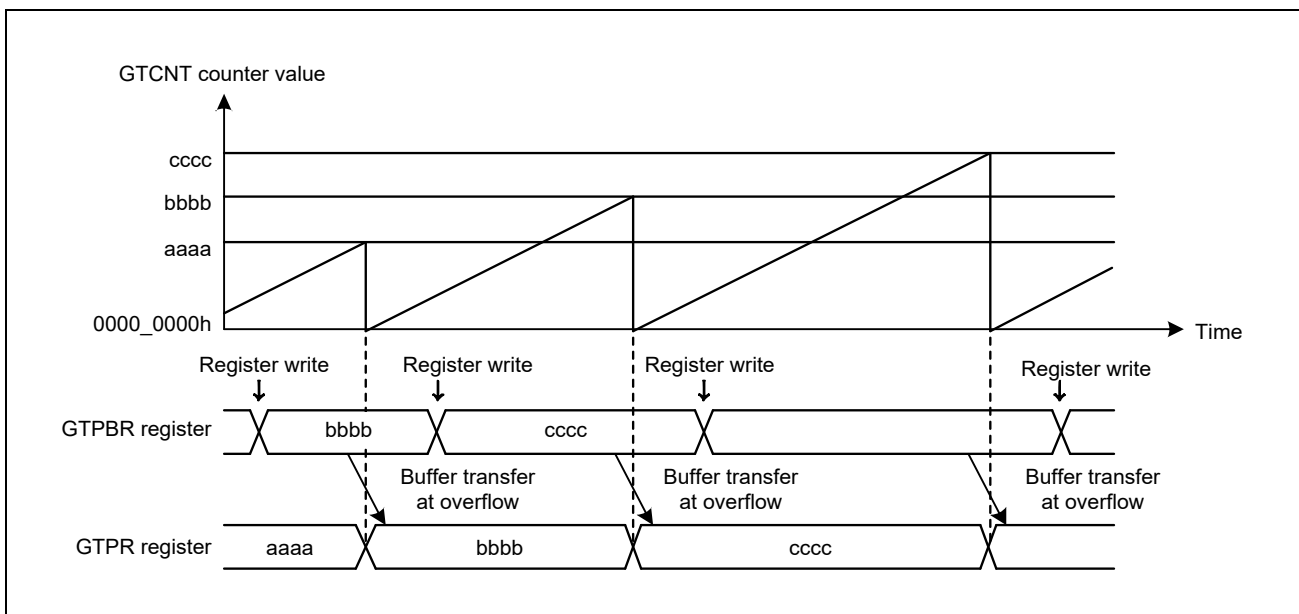 GTCNT counter value
cccc
bbbb
aaaa
0000_0000h
Time
Register write
Register write
Register write
Register write
GTPBR register
bbbb
cccc
Buffer transfer
at overflow
Buffer transfer
at overflow
Buffer transfer
at overflow
GTPR register
aaaa
bbbb
cccc